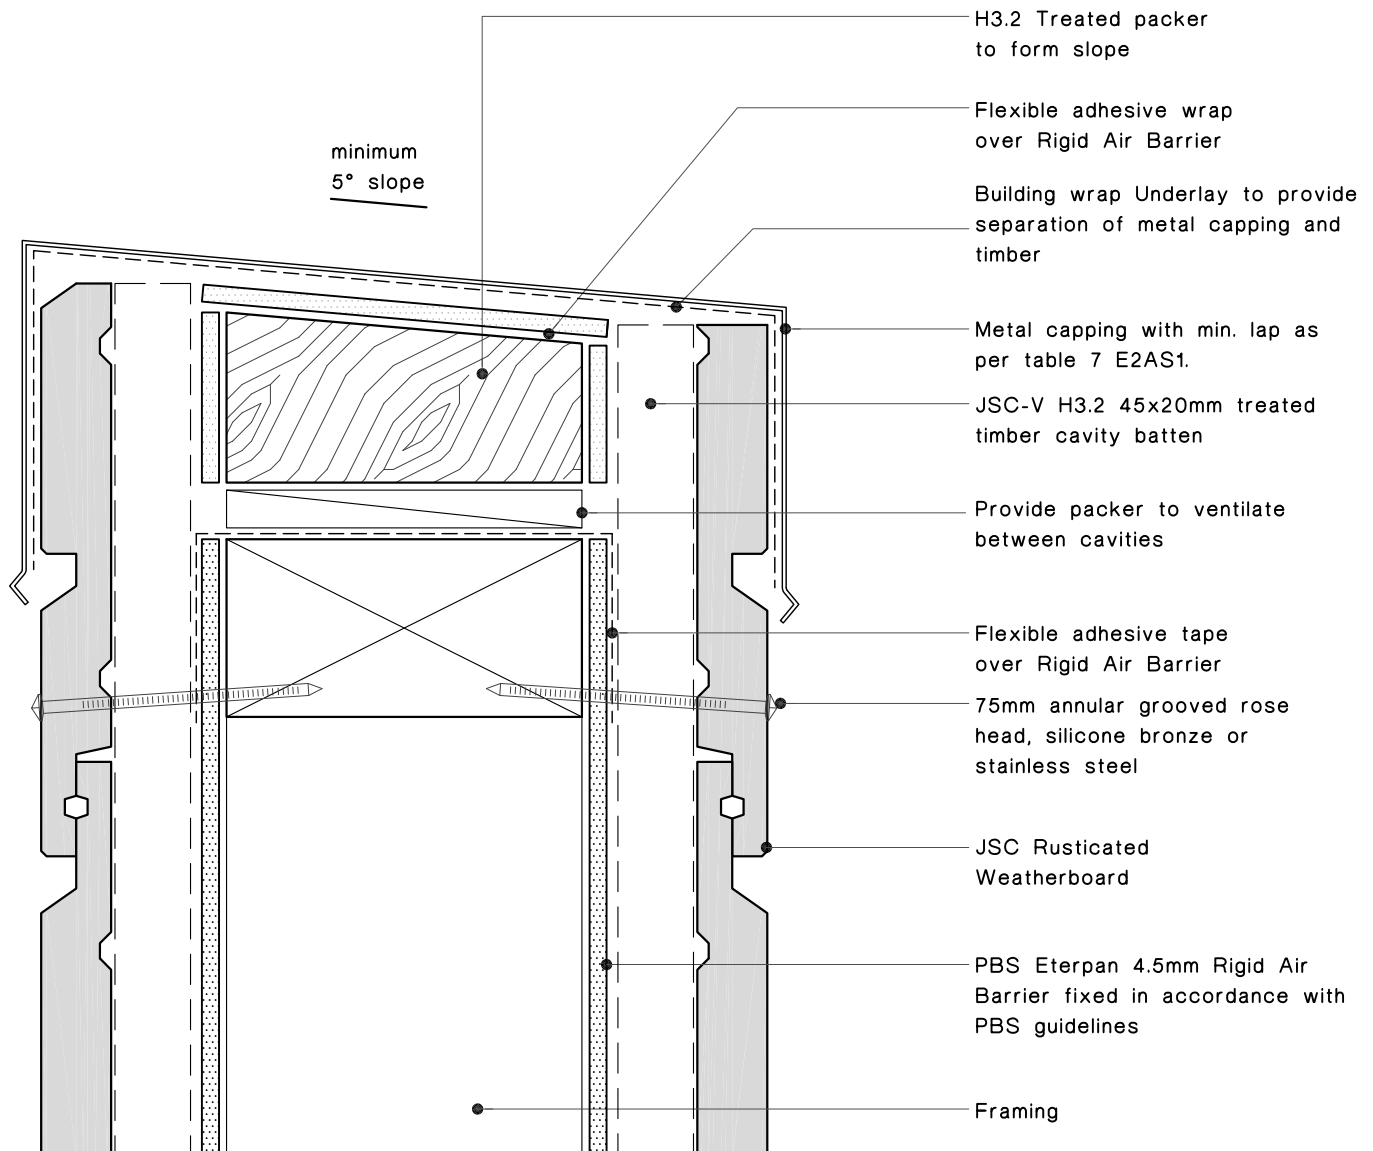 H3.2 Treated packer
to form slope
Flexible adhesive wrap
over Rigid Air Barrier
minimum
5° slope
Building wrap Underlay to provide
separation of metal capping and
timber
Metal capping with min. lap as
per table 7 E2AS1.
JSC-V H3.2 45x20mm treated
timber cavity batten
Provide packer to ventilate
between cavities
Flexible adhesive tape
over Rigid Air Barrier
75mm annular grooved rose
head, silicone bronze or
stainless steel
JSC Rusticated
Weatherboard
PBS Eterpan 4.5mm Rigid Air
Barrier fixed in accordance with
PBS guidelines
Framing